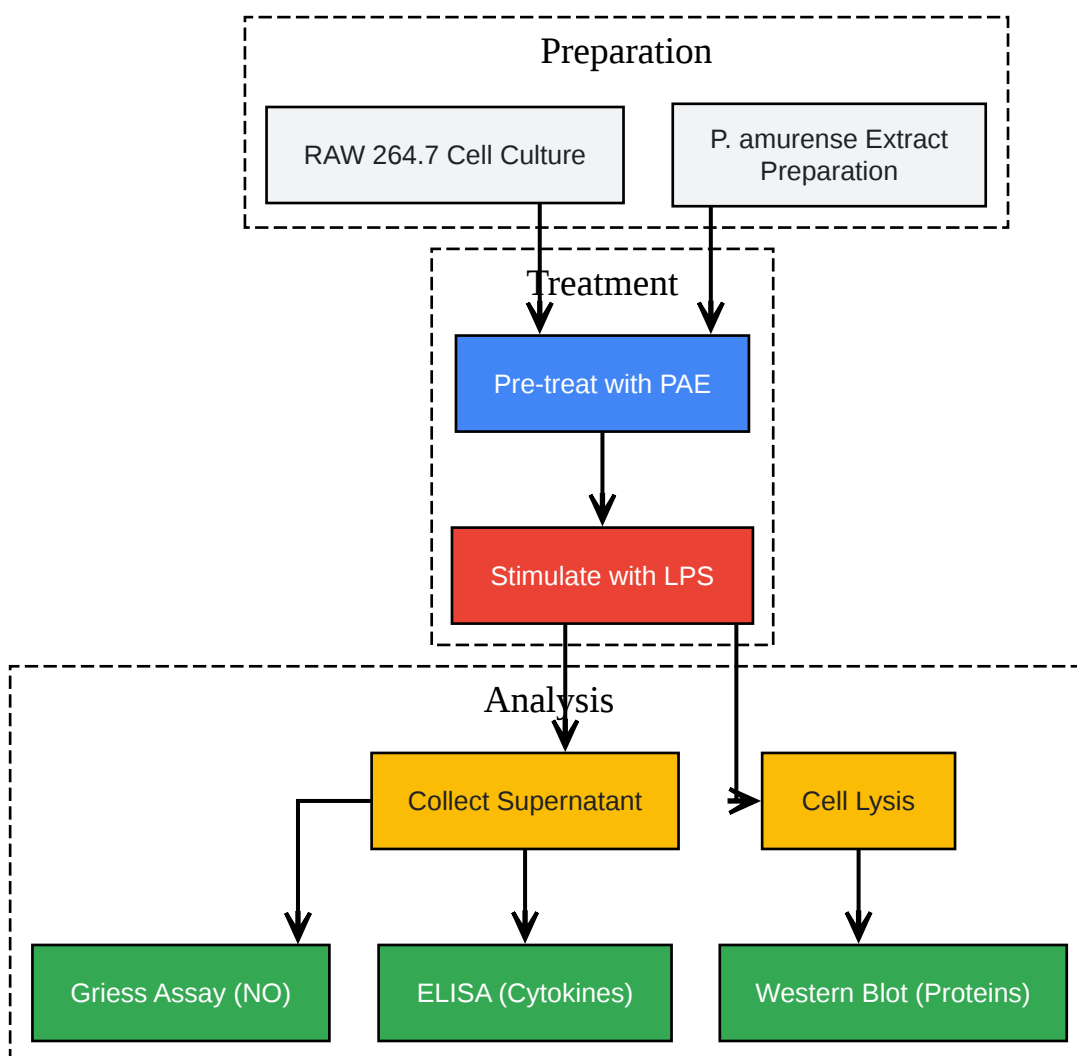 Preparation
RAW 264.7 Cell Culture
P. amurense Extract
Preparation
Treatment
Pre-treat with PAE
Stimulate with LPS
Analysis
Collect Supernatant
Cell Lysis
Griess Assay (NO)
ELISA (Cytokines)
Western Blot (Proteins)